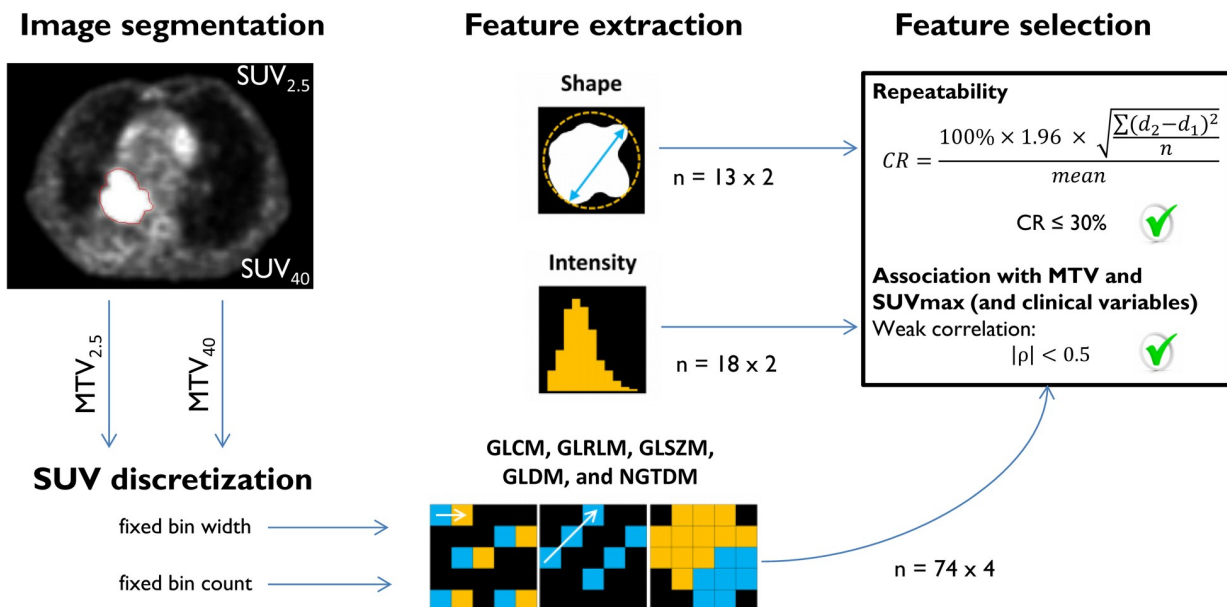 Image segmentation
SUV2.5
SUV40
MTV2.5
MTV40
SUV discretization
fixed bin width
fixed bin count
Feature extraction
Shape
n = 13 x 2
Intensity
n = 18 x 2
GLCM, GLRLM, GLSZM,
GLDM, and NGTDM
n = 74 x 4
Feature selection
Repeatability
CR = 100% × 1.96 × √(∑(d₂−d₁)²/n) / mean
CR ≤ 30%
Association with MTV and
SUVmax (and clinical variables)
Weak correlation:
|ρ| < 0.5